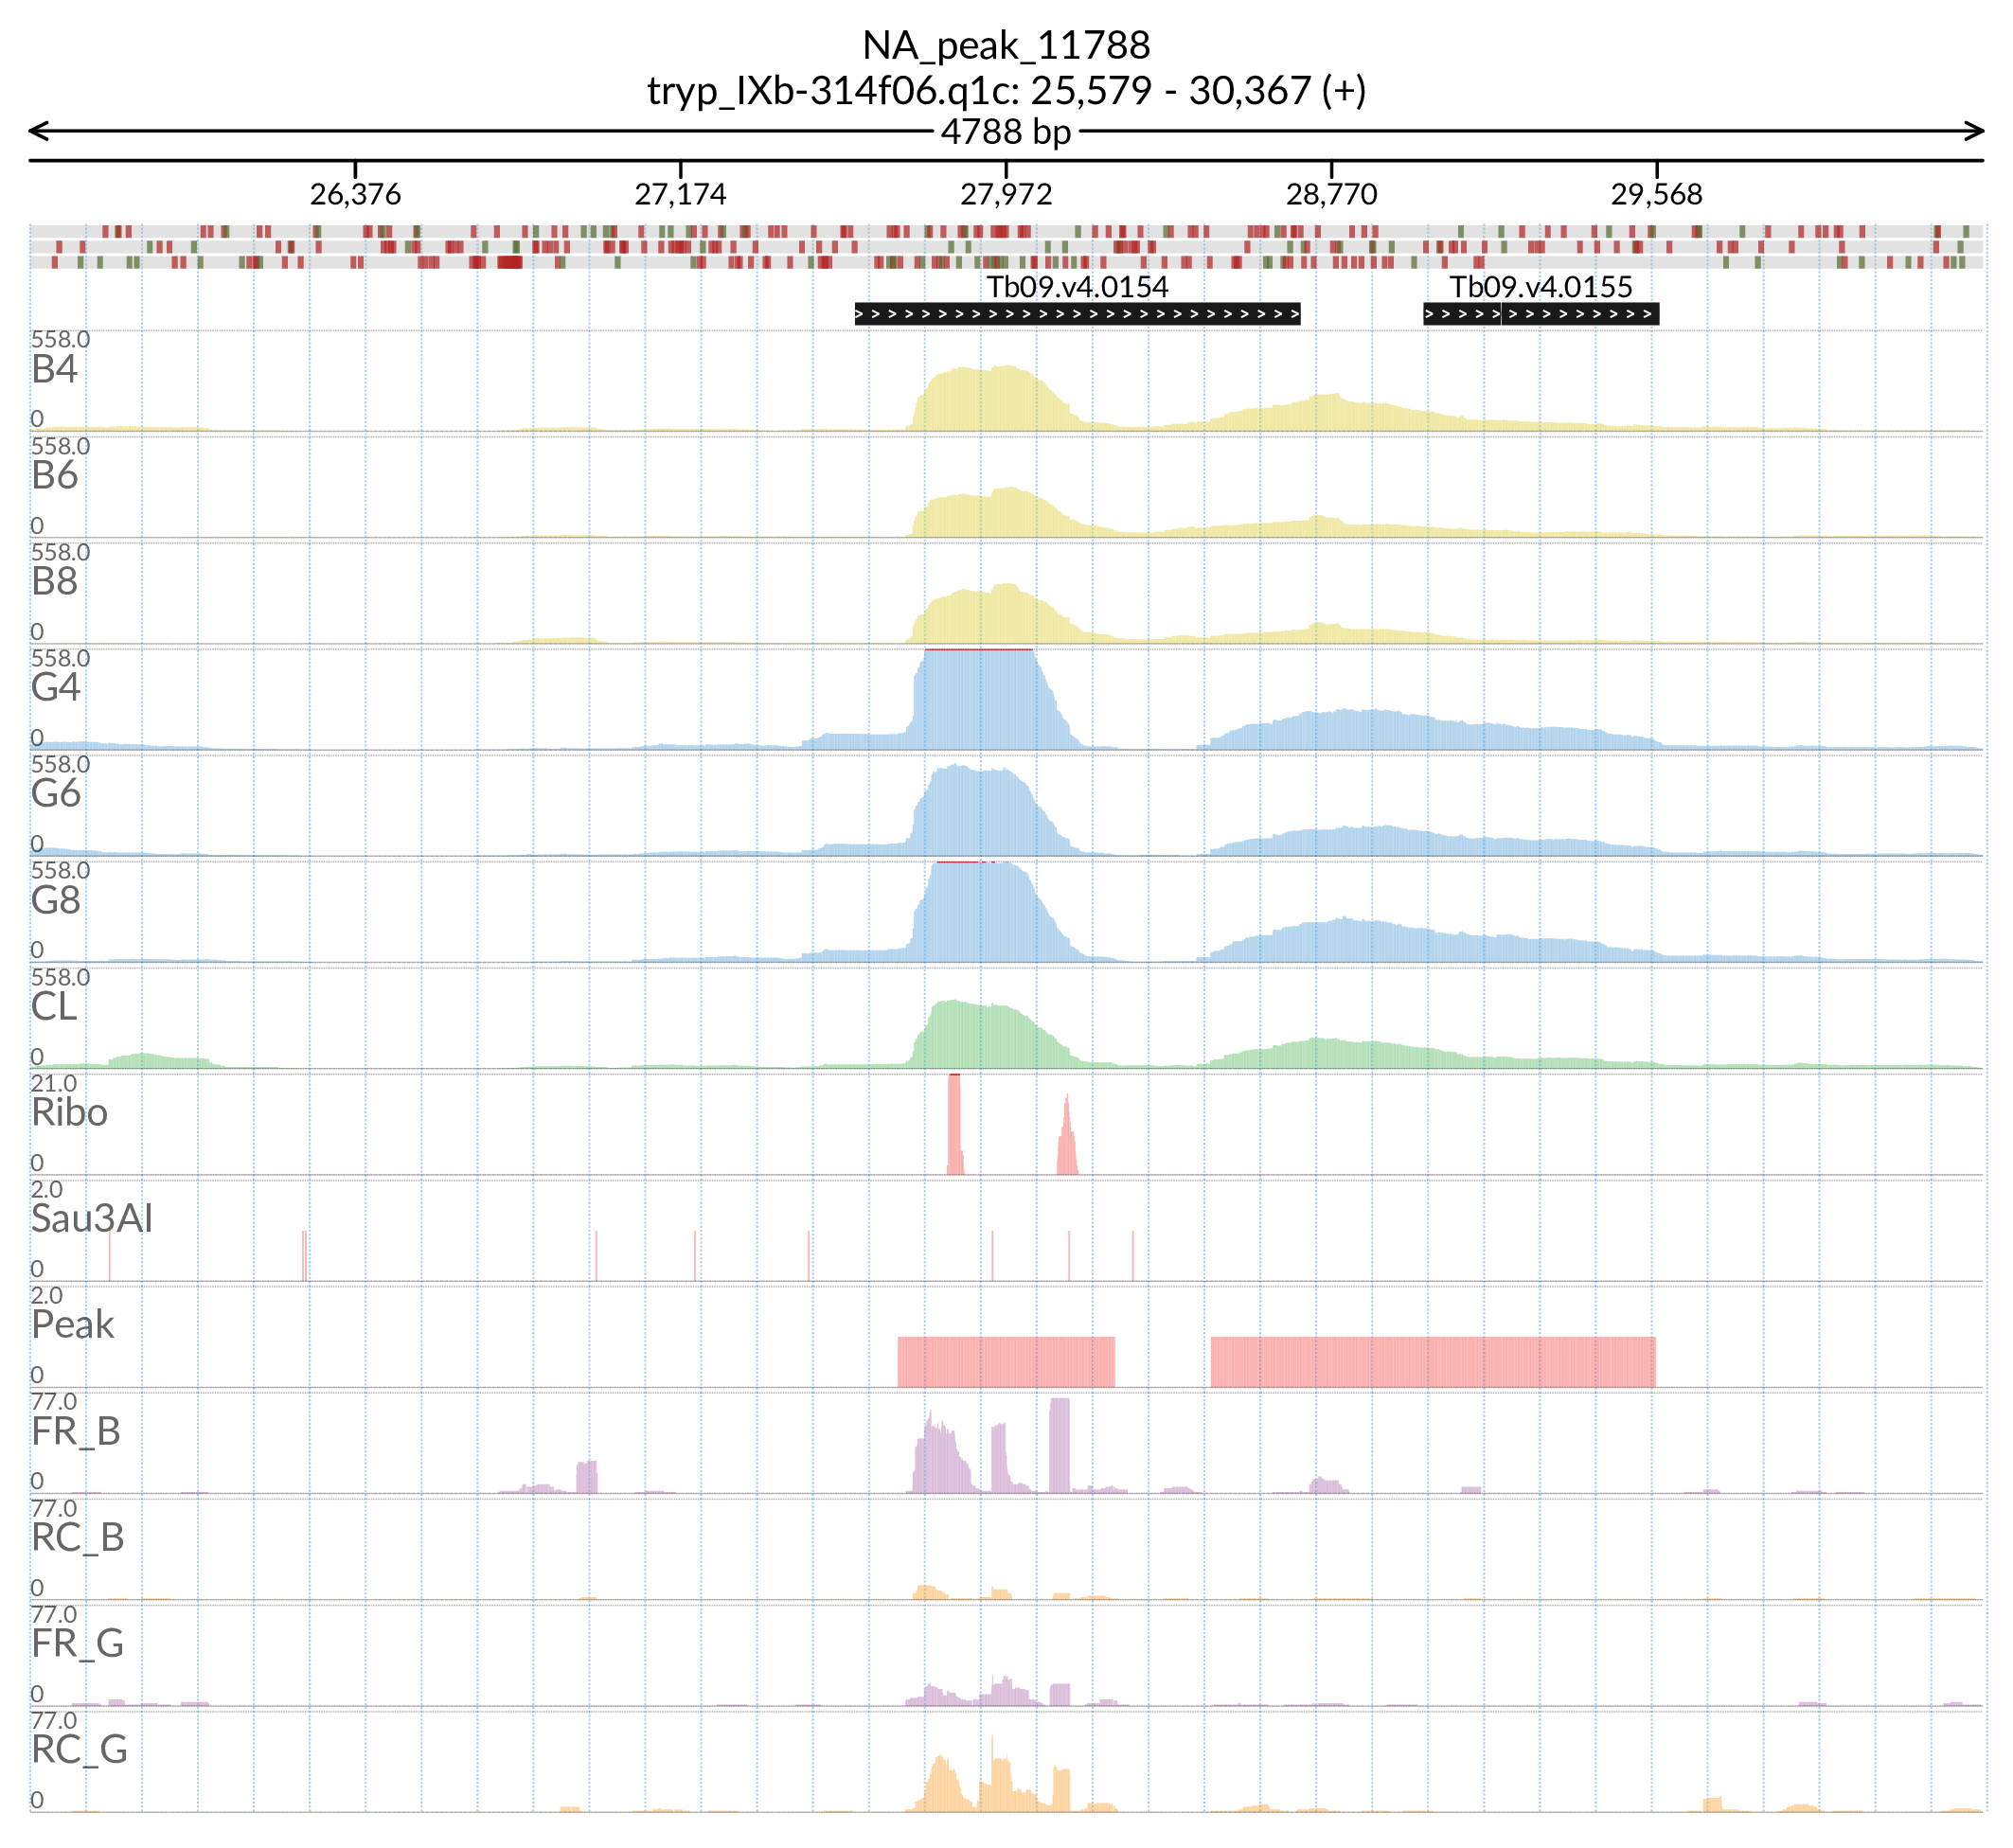 NA_peak_11788
tryp_IXb-314f06.q1c: 25,579 - 30,367 (+)
4788 bp
26,376 27,174 27,972 28,770 29,568
Tb09.v4.0154 Tb09.v4.0155
558.0
B4
0
558.0
B6
0
558.0
B8
0
558.0
G4
0
558.0
G6
0
558.0
G8
0
558.0
CL
0
21.0
Ribo
0
2.0
Sau3AI
0
2.0
Peak
0
77.0
FR_B
0
77.0
RC_B
0
77.0
FR_G
0
77.0
RC_G
0